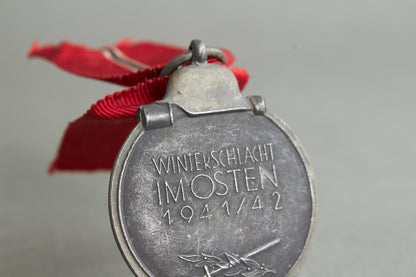 WINTERSCHLACHT
IM OSTEN
1941/42